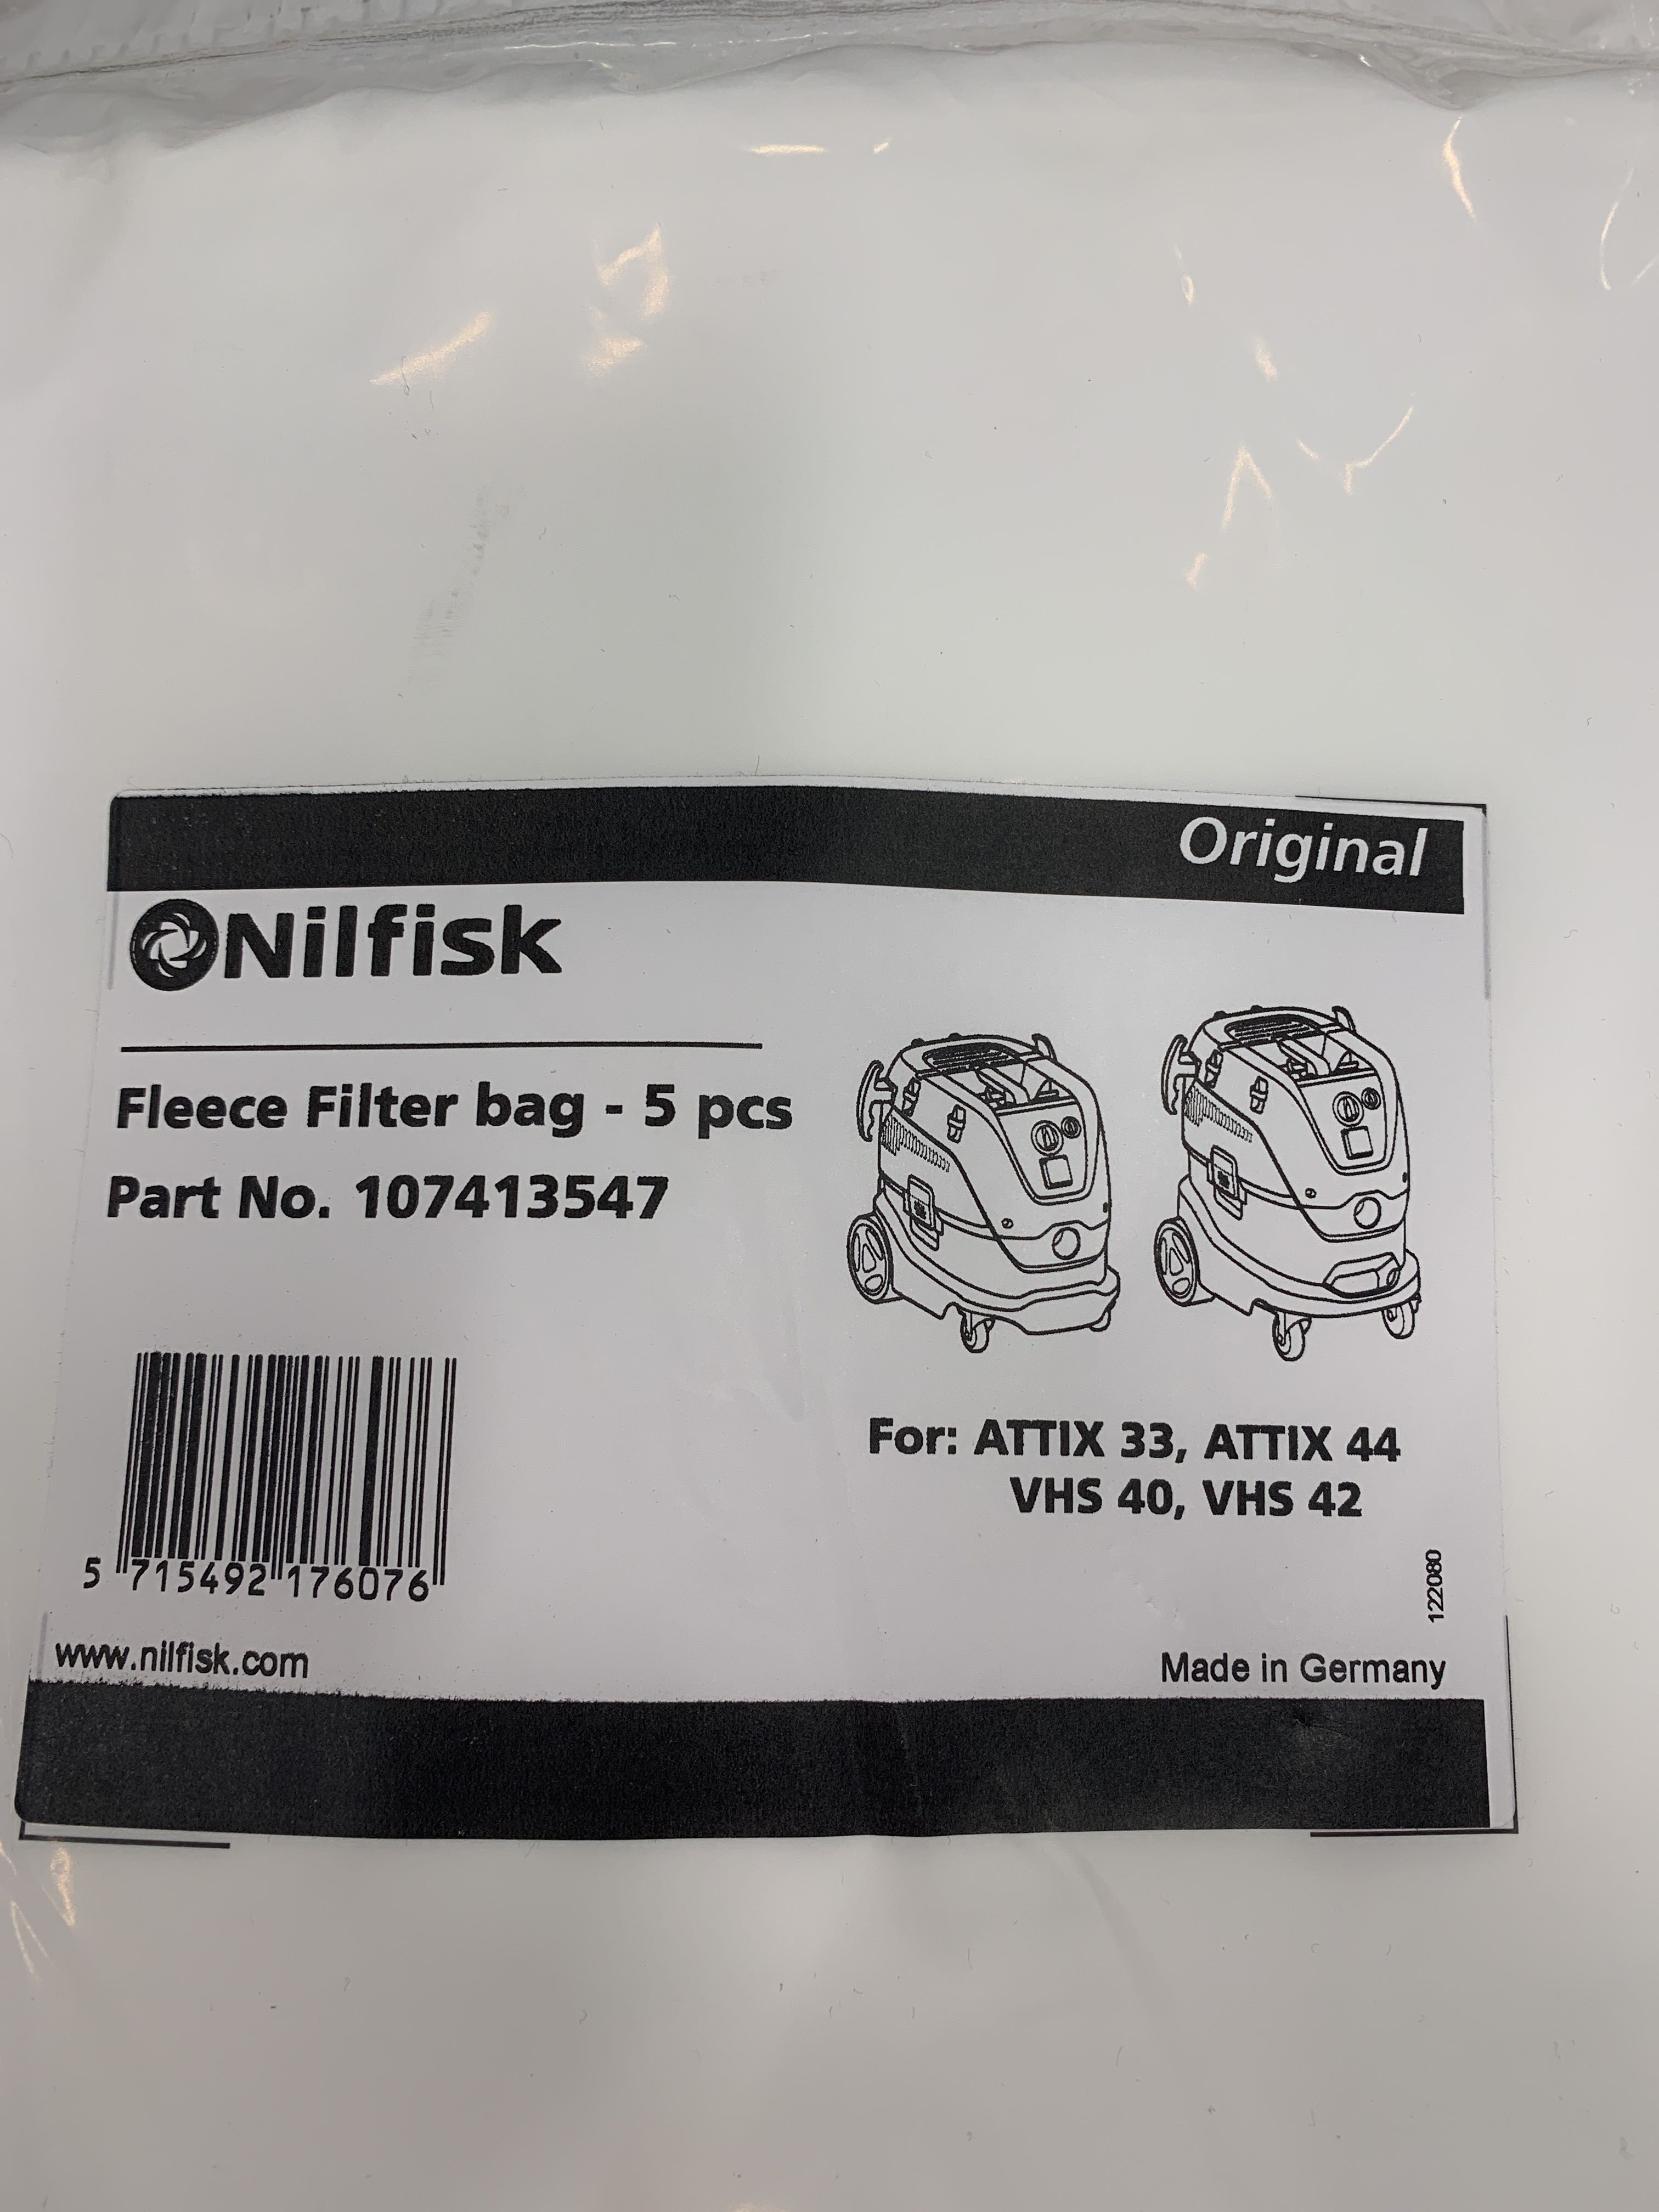 Original
Nilfisk
Fleece Filter bag - 5 pcs
Part No. 107413547
For: ATTIX 33, ATTIX 44
VHS 40, VHS 42
5 715492 176076
122080
www.nilfisk.com
Made in Germany